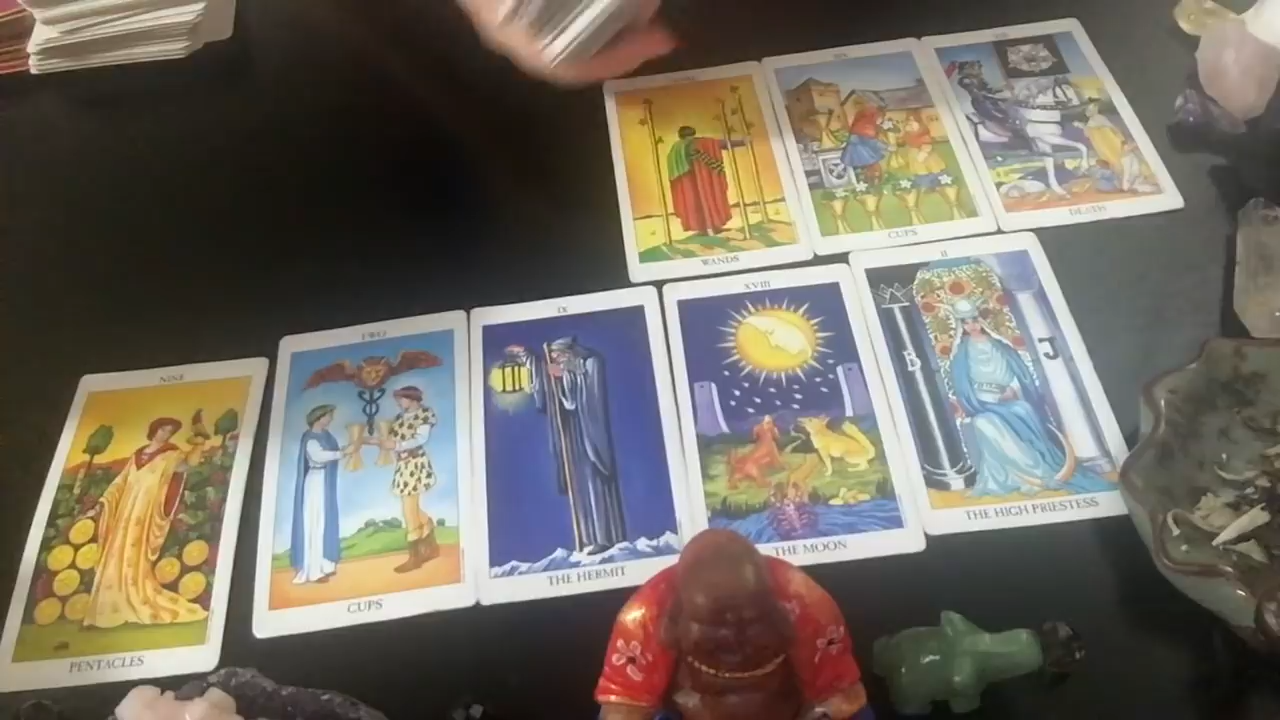 WANDS
CUPS
DEATH
NINE
PENTACLES
TWO
CUPS
IX
THE HERMIT
XVIII
THE MOON
II
B
J
THE HIGH PRIESTESS